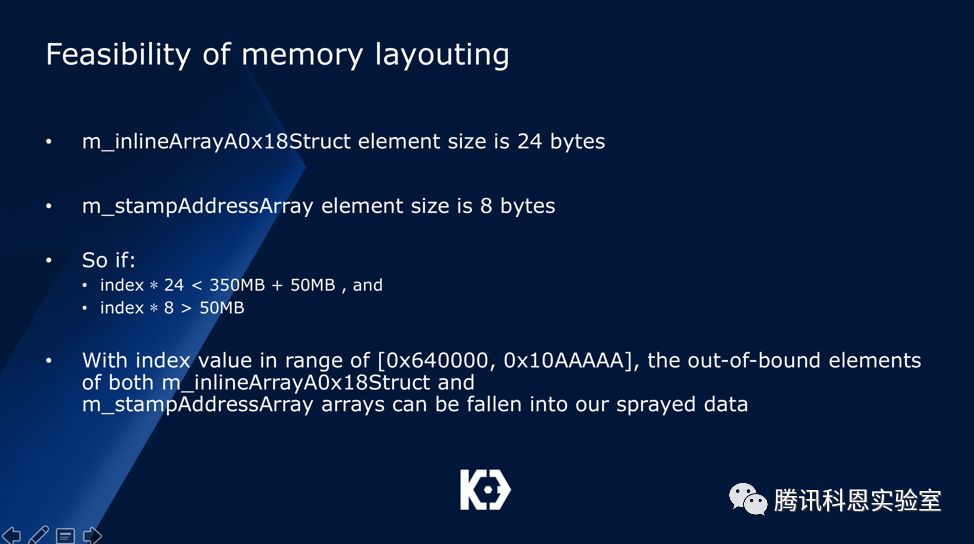 Feasibility of memory layouting
• m_inlineArrayA0x18Struct element size is 24 bytes
• m_stampAddressArray element size is 8 bytes
• So if:
• index * 24 < 350MB + 50MB , and
• index * 8 > 50MB
• With index value in range of [0x640000, 0x10AAAAA], the out-of-bound elements
of both m_inlineArrayA0x18Struct and
m_stampAddressArray arrays can be fallen into our sprayed data
腾讯科恩实验室